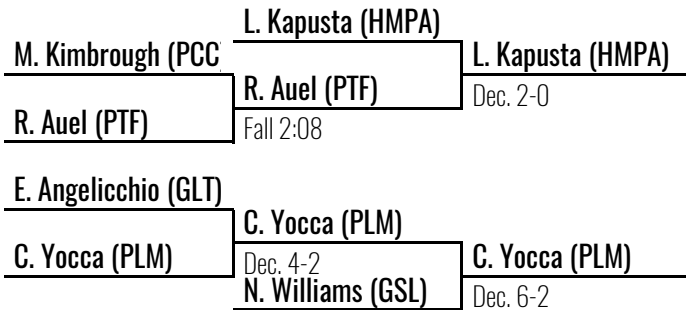 L. Kapusta (HMPA)
M. Kimbrough (PCC
L. Kapusta (HMPA)
R. Auel (PTF)
Dec. 2-0
R. Auel (PTF)
Fall 2:08
E. Angelicchio (GLT)
C. Yocca (PLM)
C. Yocca (PLM)
Dec. 4-2
C. Yocca (PLM)
N. Williams (GSL)
Dec. 6-2